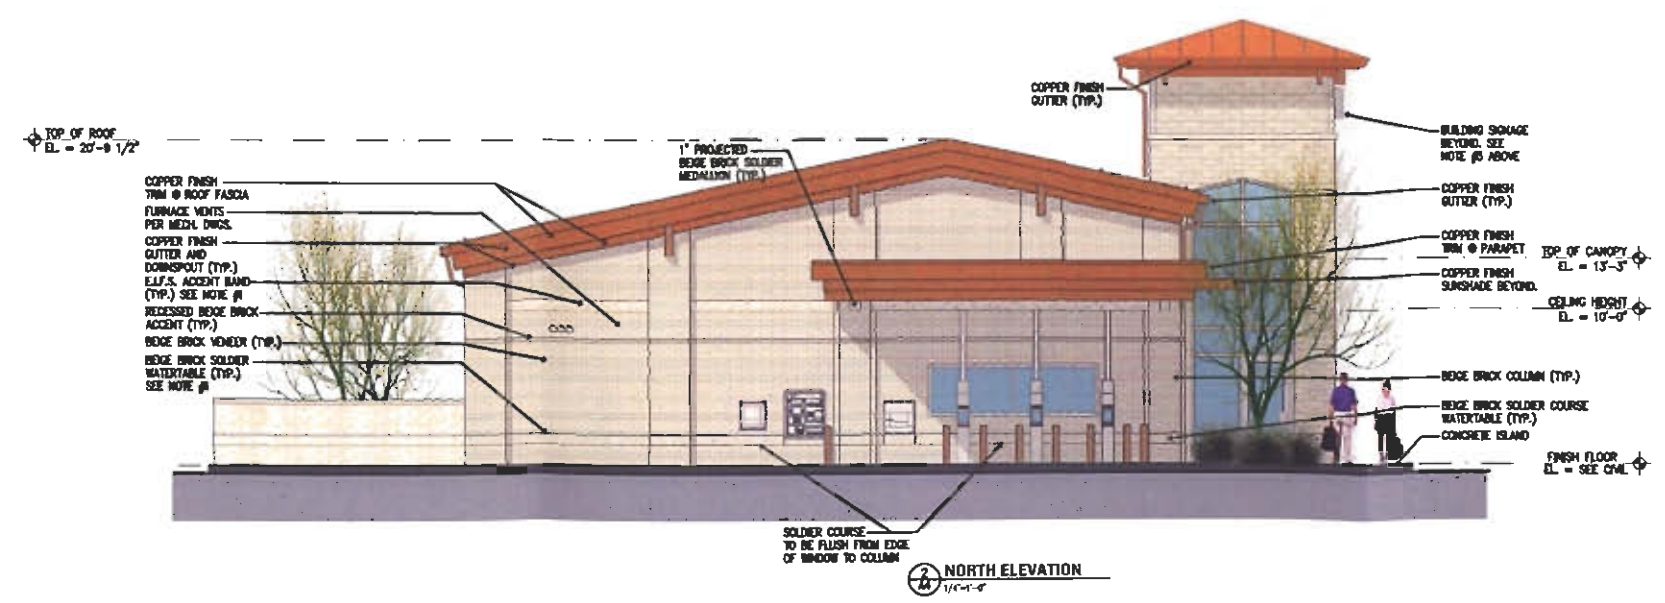 COPPER FINISH
GUTTER (TYP.)
TOP OF ROOF
EL. = 20'-9 1/2"
1" PROJECTED
BEIGE BRICK SOLDIER
MEDALLION (TYP.)
BUILDING SIGNAGE
BEYOND. SEE
NOTE #5 ABOVE
COPPER FINISH
TRIM @ ROOF FASCIA
FURNACE VENTS
PER MECH. DWGS.
COPPER FINISH
GUTTER AND
DOWNSPOUT (TYP.)
E.I.F.S. ACCENT BAND
(TYP.) SEE NOTE
RECESSED BEIGE BRICK
ACCENT (TYP.)
BEIGE BRICK VENEER (TYP.)
BEIGE BRICK SOLDIER
WATERTABLE (TYP.)
SEE NOTE
COPPER FINISH
GUTTER (TYP.)
COPPER FINISH
TRIM @ PARAPET
TOP OF CANOPY
EL. = 13'-3"
COPPER FINISH
SUNSHADE BEYOND.
CEILING HEIGHT
EL. = 10'-0"
BEIGE BRICK COLUMN (TYP.)
BEIGE BRICK SOLDIER COURSE
WATERTABLE (TYP.)
CONCRETE ISLAND
FINISH FLOOR
EL. = SEE CIVIL
SOLDIER COURSE
TO BE FLUSH FROM EDGE
OF WINDOW TO COLUMN
2
NORTH ELEVATION
1/4"=1'-0"